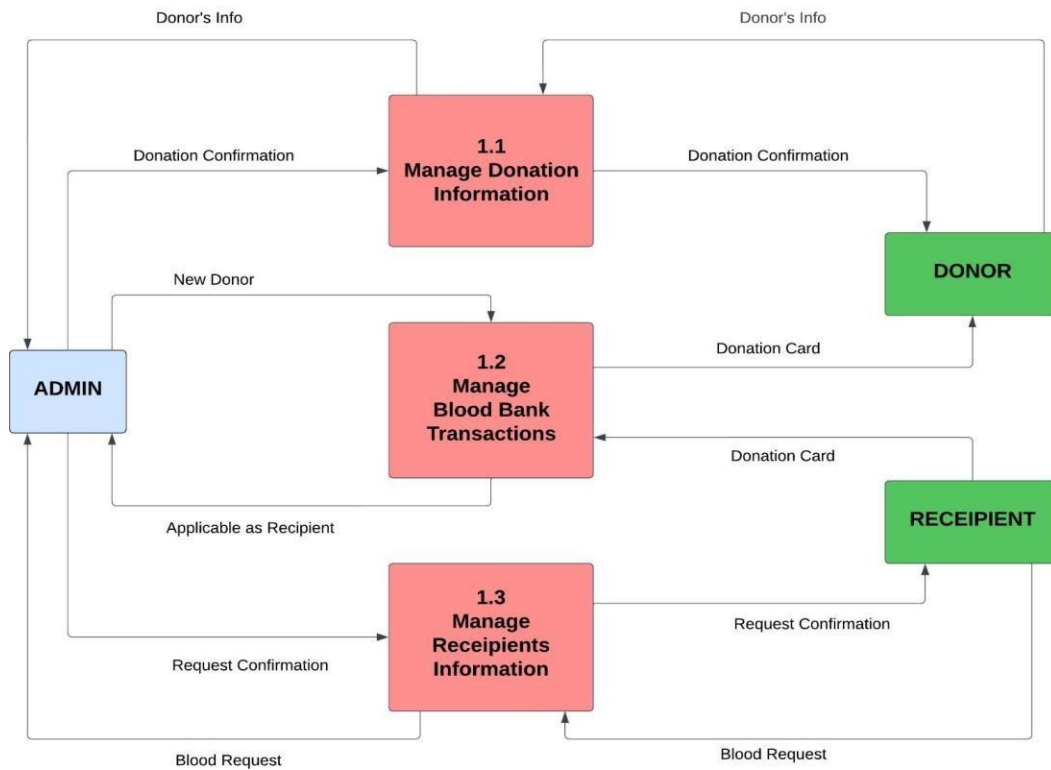 Donor's Info
Donor's Info
1.1
Manage Donation
Information
Donation Confirmation
Donation Confirmation
DONOR
New Donor
1.2
Manage
Blood Bank
Transactions
Donation Card
ADMIN
Donation Card
RECEIPIENT
Applicable as Recipient
1.3
Manage
Receipients
Information
Request Confirmation
Request Confirmation
Blood Request
Blood Request